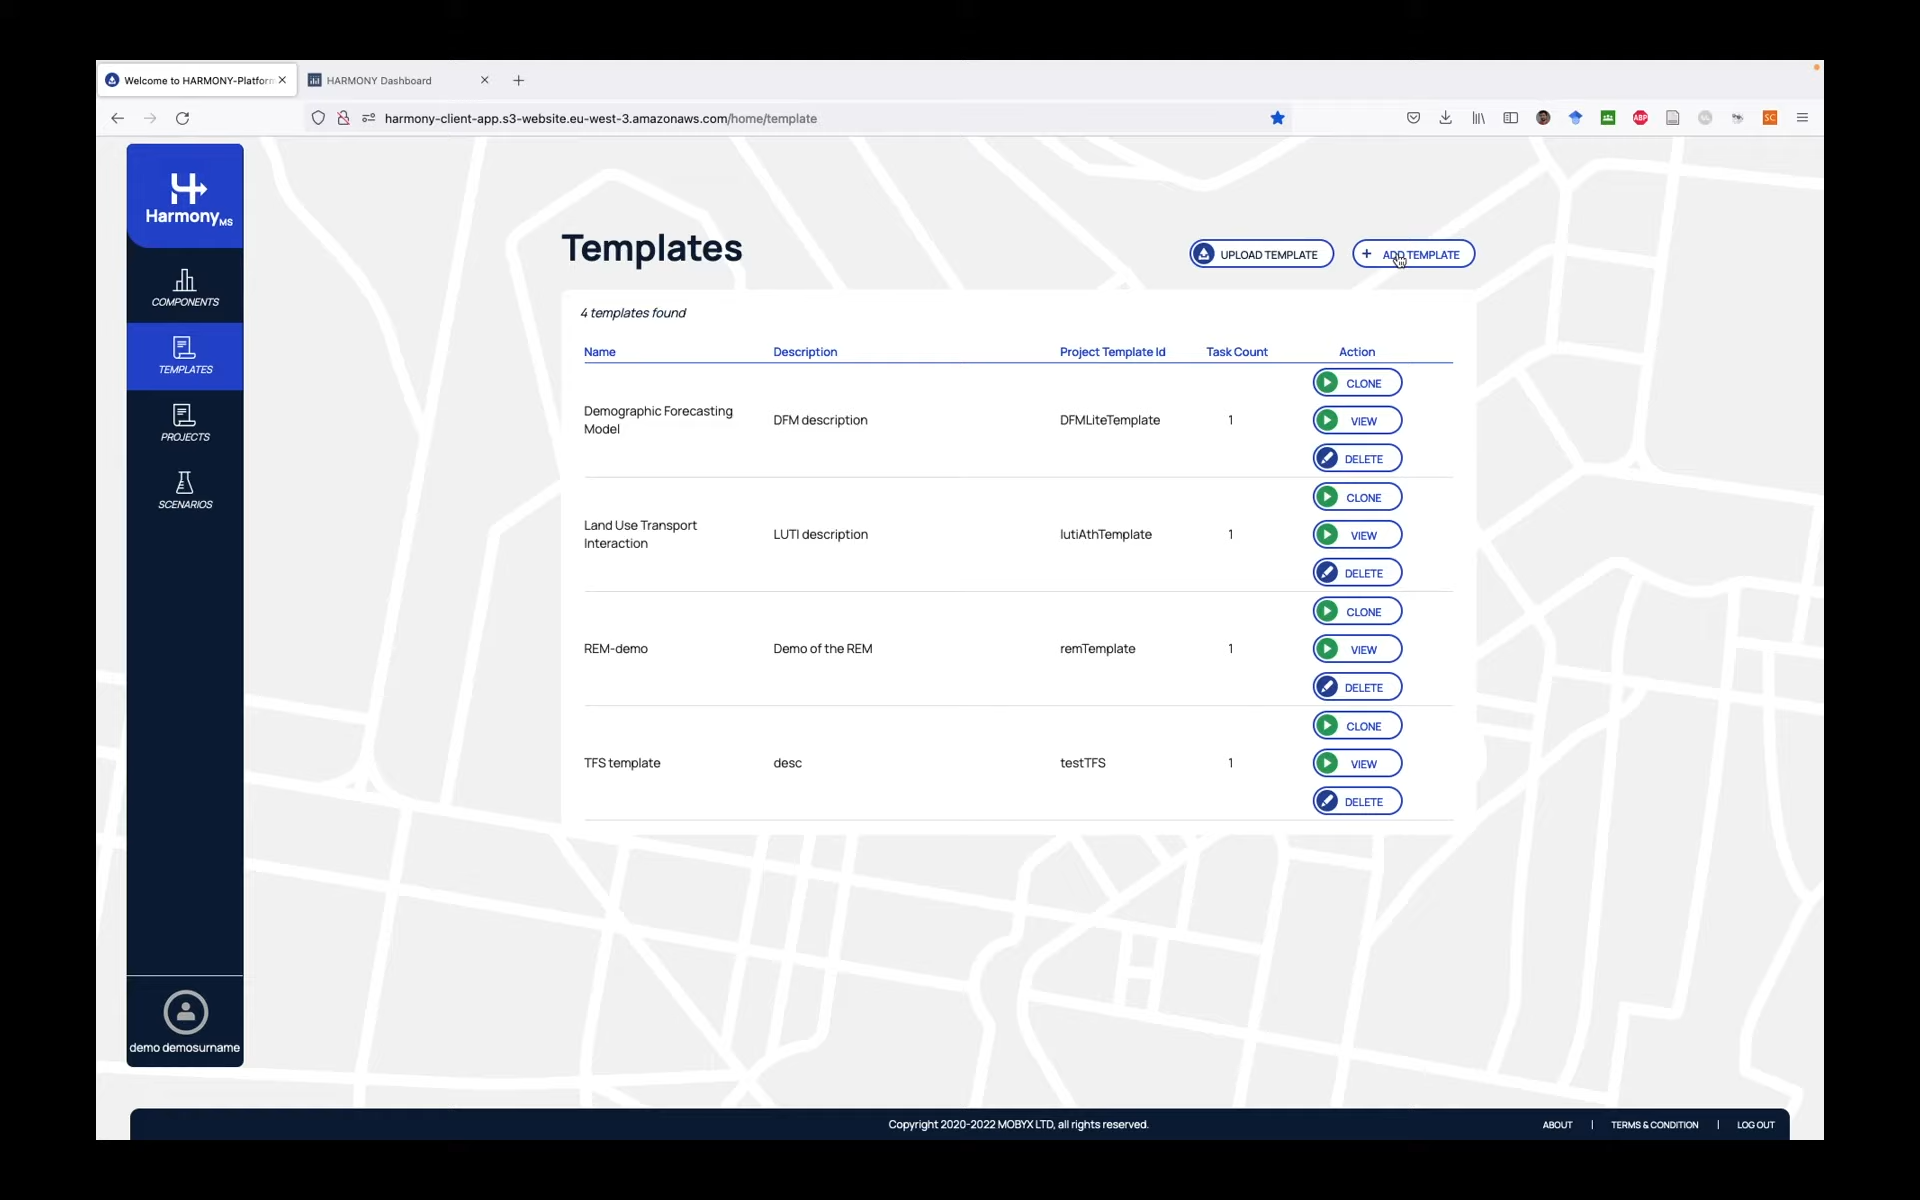 Welcome to HARMONY-Platform
HARMONY Dashboard
harmony-client-app.s3-website.eu-west-3.amazonaws.com/home/template
ABP
SC
Harmony MS
COMPONENTS
TEMPLATES
PROJECTS
SCENARIOS
demo demosurname
Templates
UPLOAD TEMPLATE
+ ADD TEMPLATE
4 templates found
Name Description Project Template Id Task Count Action
Demographic Forecasting Model DFM description DFMLiteTemplate 1
CLONE
VIEW
DELETE
Land Use Transport Interaction LUTI description lutiAthTemplate 1
CLONE
VIEW
DELETE
REM-demo Demo of the REM remTemplate 1
CLONE
VIEW
DELETE
TFS template desc testTFS 1
CLONE
VIEW
DELETE
Copyright 2020-2022 MOBYX LTD, all rights reserved.
ABOUT | TERMS & CONDITION | LOG OUT